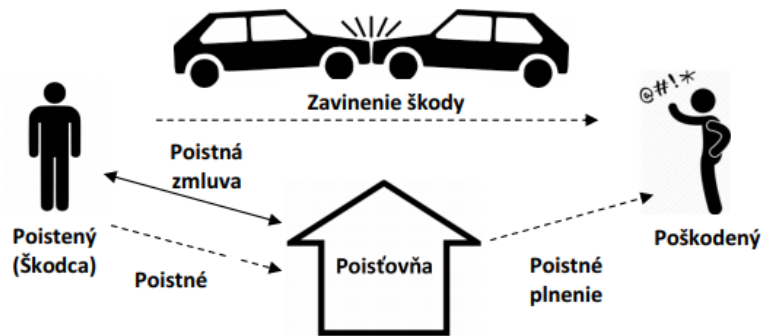 @#!*
Zavinenie škody
Poistná
zmluva
Poistený
(Škodca)
Poistné
Poisťovňa
Poistné
plnenie
Poškodený